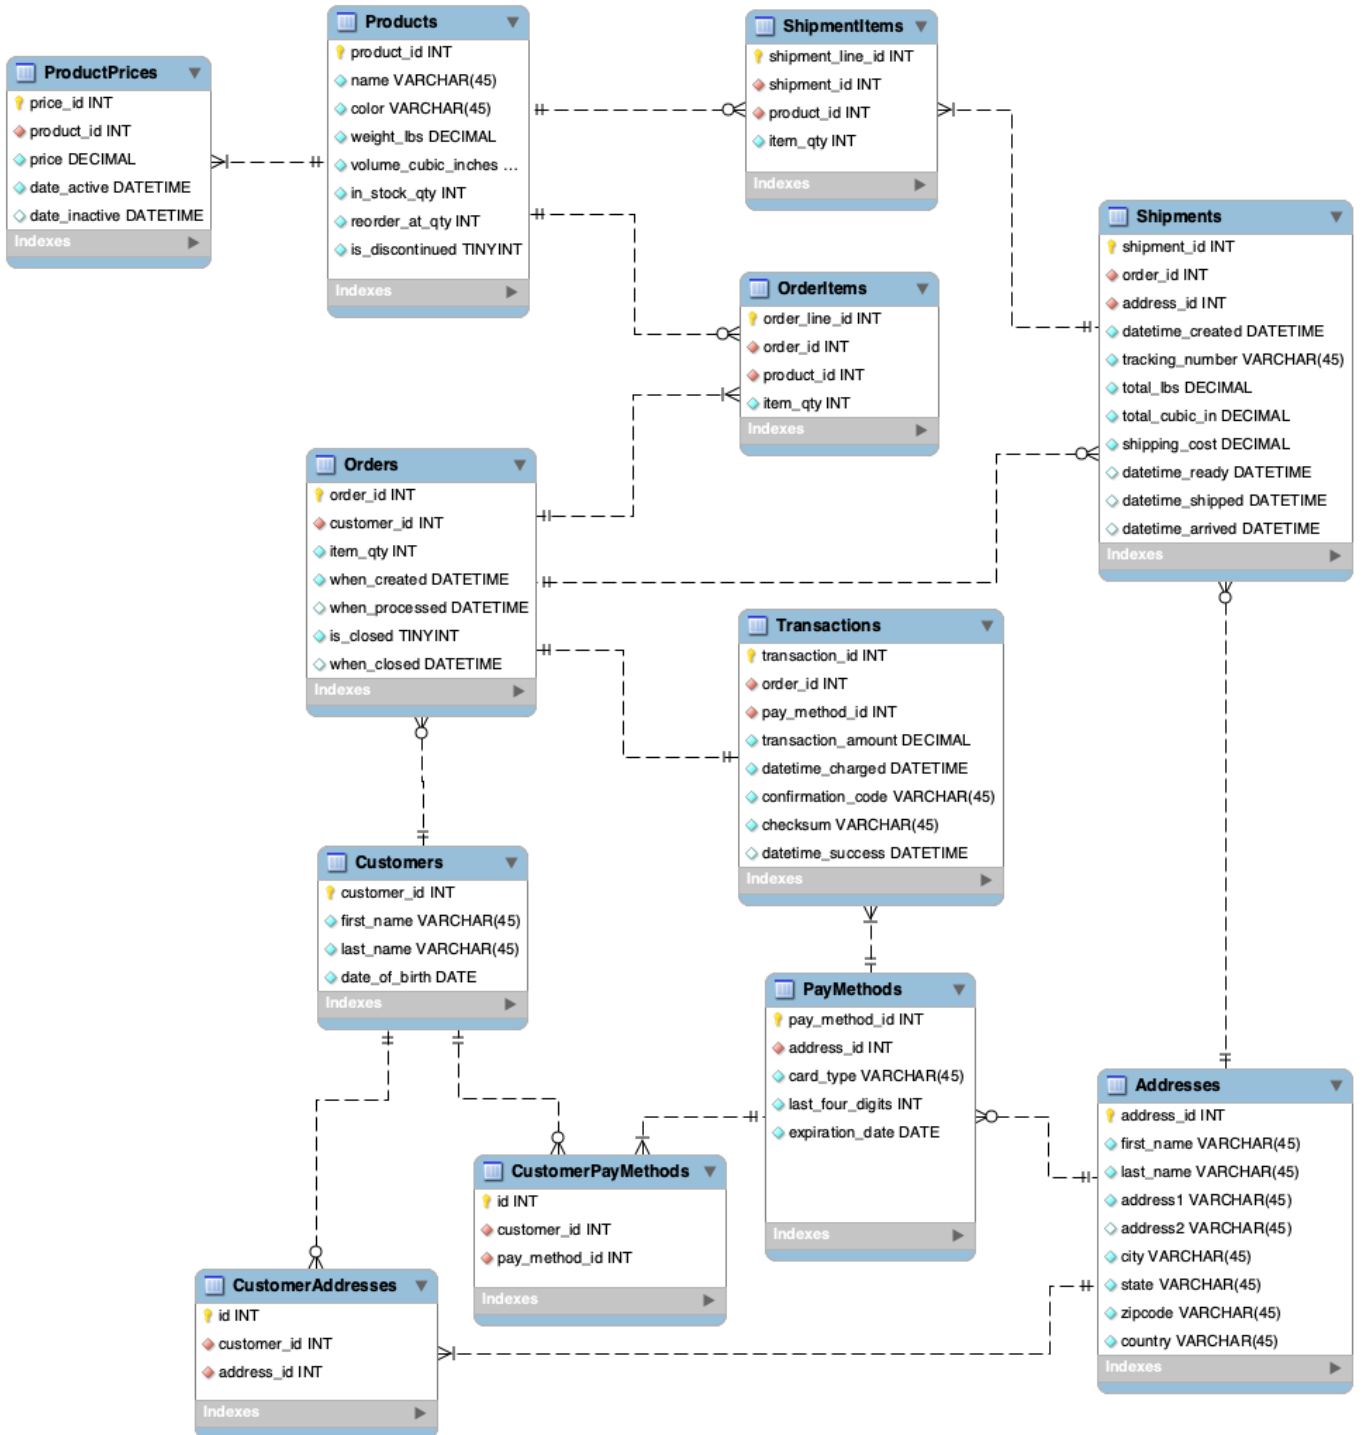 Products
product_id INT
name VARCHAR(45)
color VARCHAR(45)
weight_lbs DECIMAL
volume_cubic_inches ...
in_stock_qty INT
reorder_at_qty INT
is_discontinued TINYINT
Indexes
ShipmentItems
shipment_line_id INT
shipment_id INT
product_id INT
item_qty INT
Indexes
ProductPrices
price_id INT
product_id INT
price DECIMAL
date_active DATETIME
date_inactive DATETIME
Indexes
Shipments
shipment_id INT
order_id INT
address_id INT
datetime_created DATETIME
tracking_number VARCHAR(45)
total_lbs DECIMAL
total_cubic_in DECIMAL
shipping_cost DECIMAL
datetime_ready DATETIME
datetime_shipped DATETIME
datetime_arrived DATETIME
Indexes
OrderItems
order_line_id INT
order_id INT
product_id INT
item_qty INT
Indexes
Orders
order_id INT
customer_id INT
item_qty INT
when_created DATETIME
when_processed DATETIME
is_closed TINYINT
when_closed DATETIME
Indexes
Transactions
transaction_id INT
order_id INT
pay_method_id INT
transaction_amount DECIMAL
datetime_charged DATETIME
confirmation_code VARCHAR(45)
checksum VARCHAR(45)
datetime_success DATETIME
Indexes
Customers
customer_id INT
first_name VARCHAR(45)
last_name VARCHAR(45)
date_of_birth DATE
Indexes
PayMethods
pay_method_id INT
address_id INT
card_type VARCHAR(45)
last_four_digits INT
expiration_date DATE
Indexes
Addresses
address_id INT
first_name VARCHAR(45)
last_name VARCHAR(45)
address1 VARCHAR(45)
address2 VARCHAR(45)
city VARCHAR(45)
state VARCHAR(45)
zipcode VARCHAR(45)
country VARCHAR(45)
Indexes
CustomerPayMethods
id INT
customer_id INT
pay_method_id INT
Indexes
CustomerAddresses
id INT
customer_id INT
address_id INT
Indexes